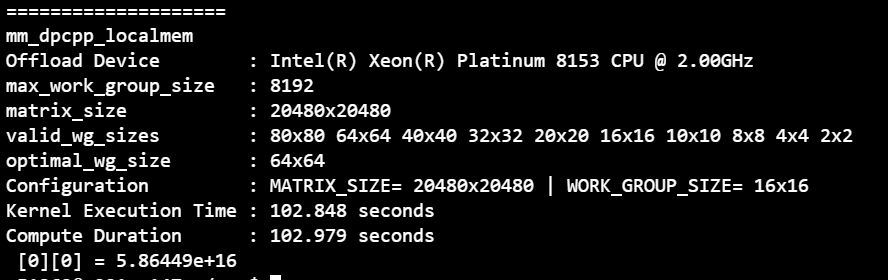 ====================
mm_dpcpp_localmem
Offload Device        : Intel(R) Xeon(R) Platinum 8153 CPU @ 2.00GHz
max_work_group_size   : 8192
matrix_size           : 20480x20480
valid_wg_sizes        : 80x80 64x64 40x40 32x32 20x20 16x16 10x10 8x8 4x4 2x2
optimal_wg_size       : 64x64
Configuration         : MATRIX_SIZE= 20480x20480 | WORK_GROUP_SIZE= 16x16
Kernel Execution Time : 102.848 seconds
Compute Duration      : 102.979 seconds
 [0][0] = 5.86449e+16